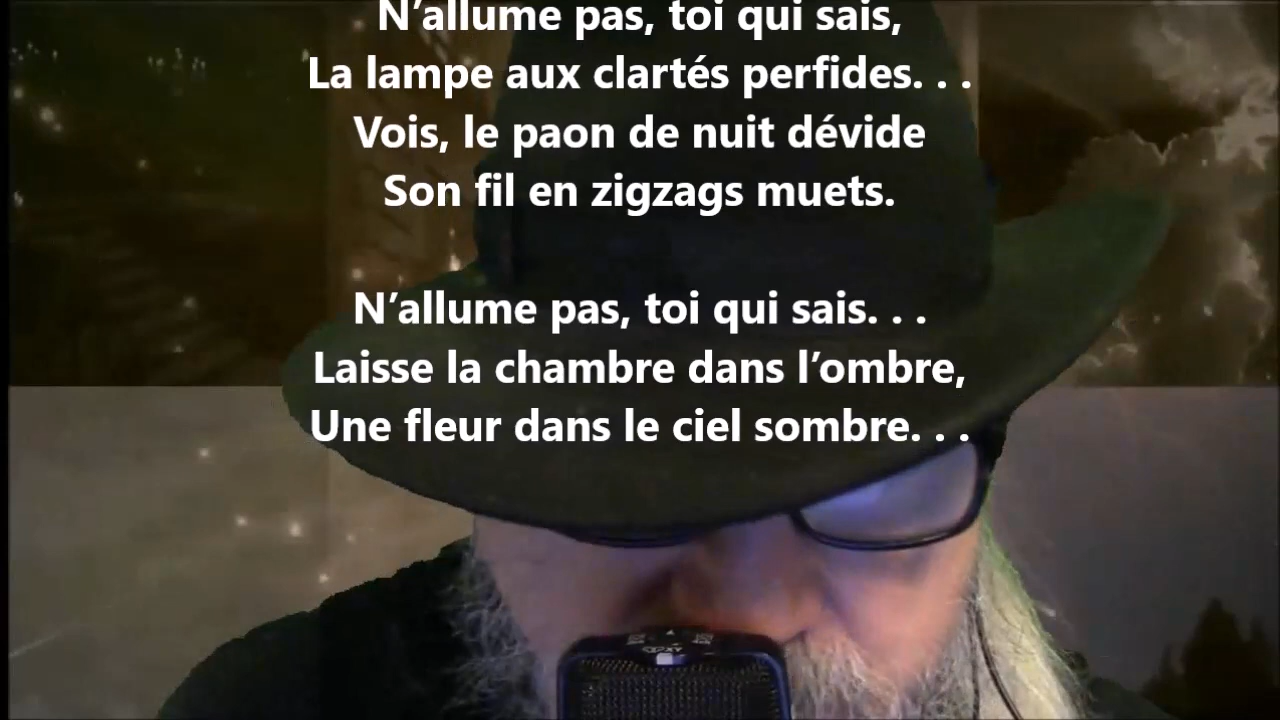 N’allume pas, toi qui sais,
La lampe aux clartés perfides. . .
Vois, le paon de nuit dévide
Son fil en zigzags muets.
N’allume pas, toi qui sais. . .
Laisse la chambre dans l’ombre,
Une fleur dans le ciel sombre. . .